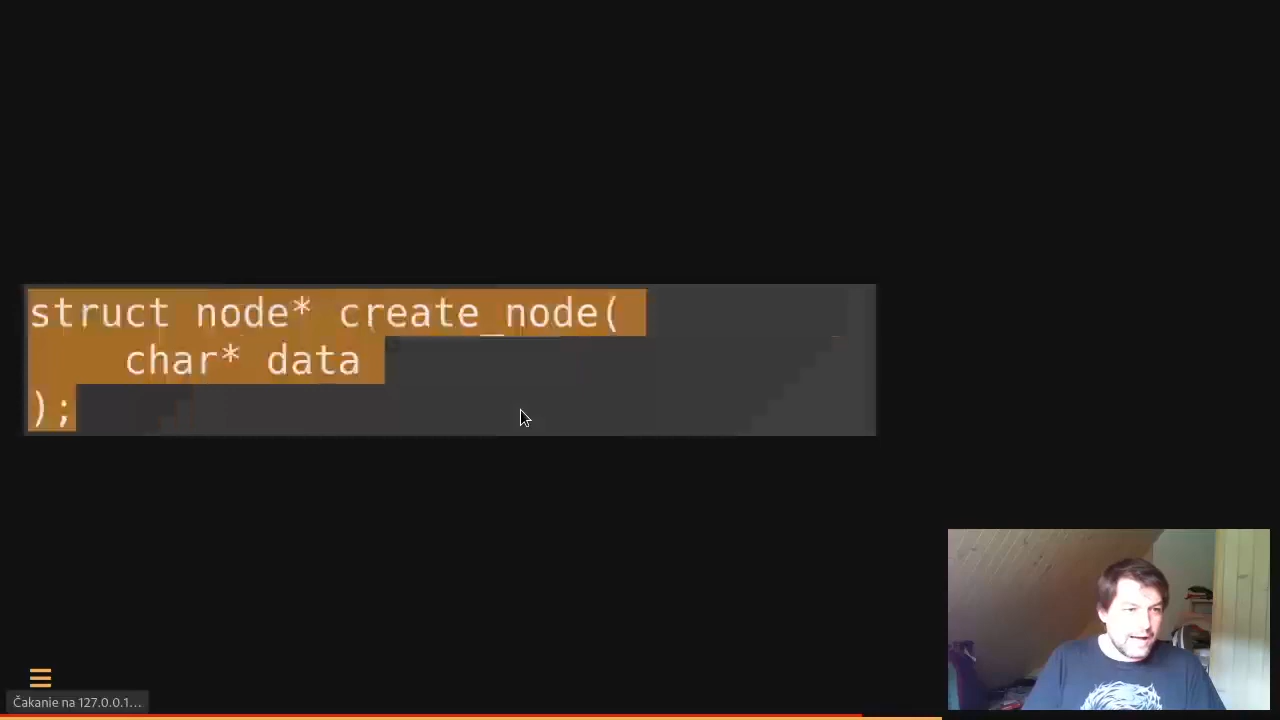 struct node* create_node(
    char* data
);
Čakanie na 127.0.0.1…